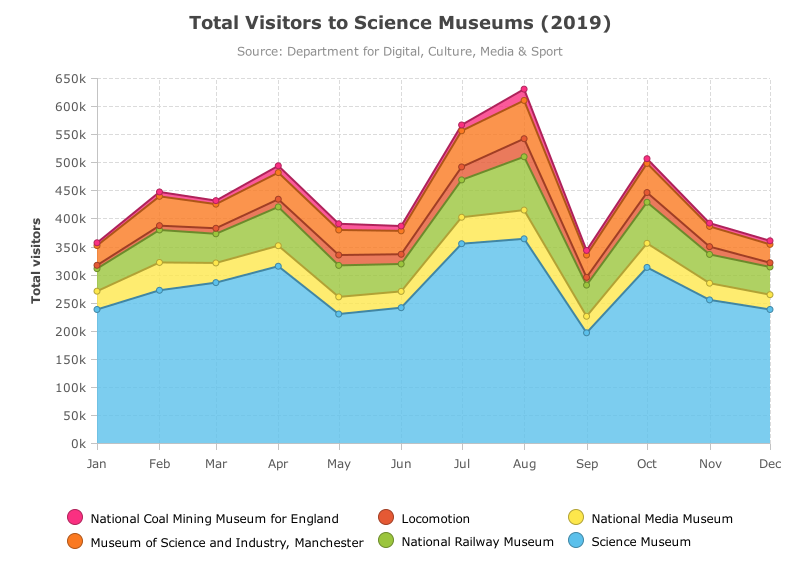 Total Visitors to Science Museums (2019)
Source: Department for Digital, Culture, Media & Sport
Total visitors
650k
600k
550k
500k
450k
400k
350k
300k
250k
200k
150k
100k
50k
0k
Jan Feb Mar Apr May Jun Jul Aug Sep Oct Nov Dec
National Coal Mining Museum for England Locomotion National Media Museum
Museum of Science and Industry, Manchester National Railway Museum Science Museum